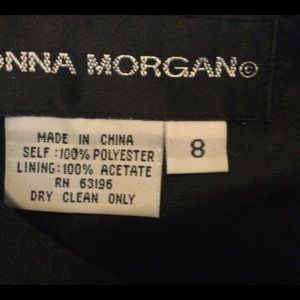 ONNA MORGAN©
MADE IN CHINA
SELF :100% POLYESTER
LINING:100% ACETATE
RN 63196
DRY CLEAN ONLY
8